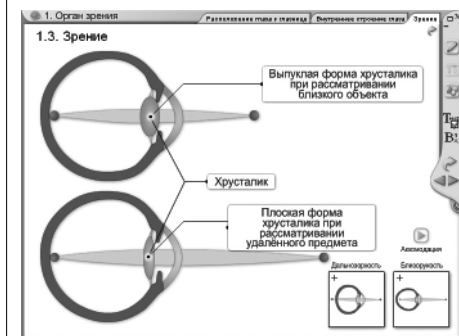 1. Орган зрения
Расположение глаза в глазнице
Внутреннее строение глаза
Зрение
1.3. Зрение
Выпуклая форма хрусталика
при рассматривании
близкого объекта
Хрусталик
Плоская форма
хрусталика при
рассматривании
удалённого предмета
Аккомодация
Дальнозоркость
Близорукость